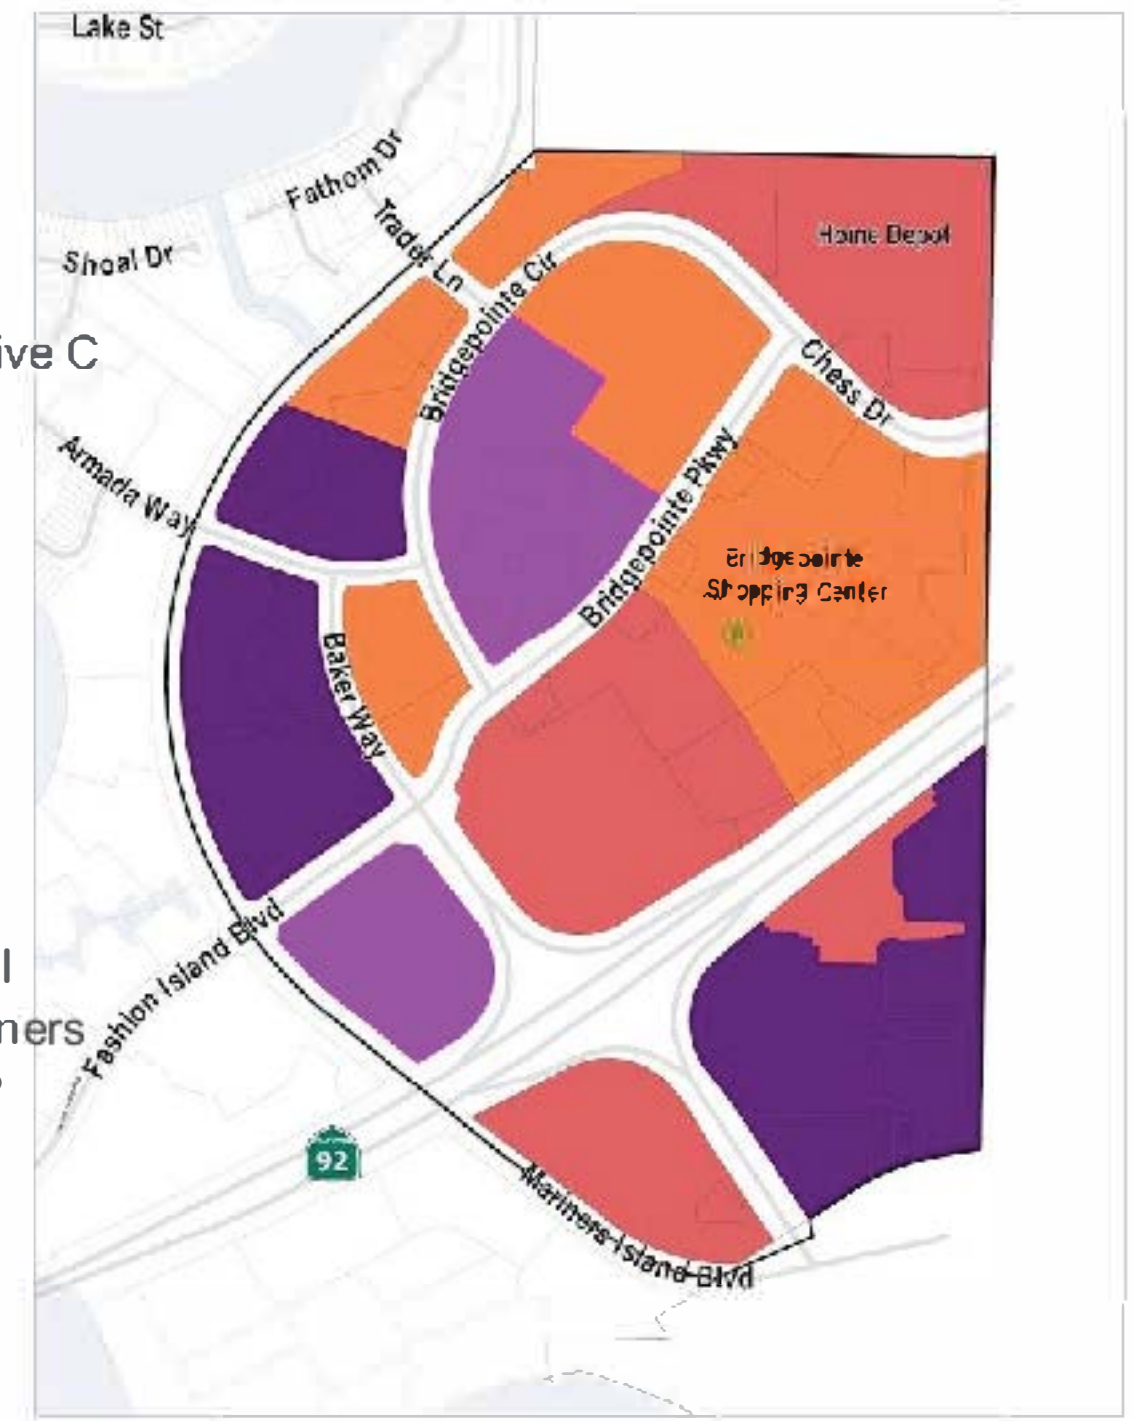 Lake St
Fathom Dr
Trader Ln
Shoal Dr
Home Depot
Bridgepointe Cir
ive C
Chess Dr
Armada Way
Bridgepointe Pkwy
Bridgepointe
Shopping Center
Baker Way
Fashion Island Blvd
l
ners
92
Mariners Island Blvd